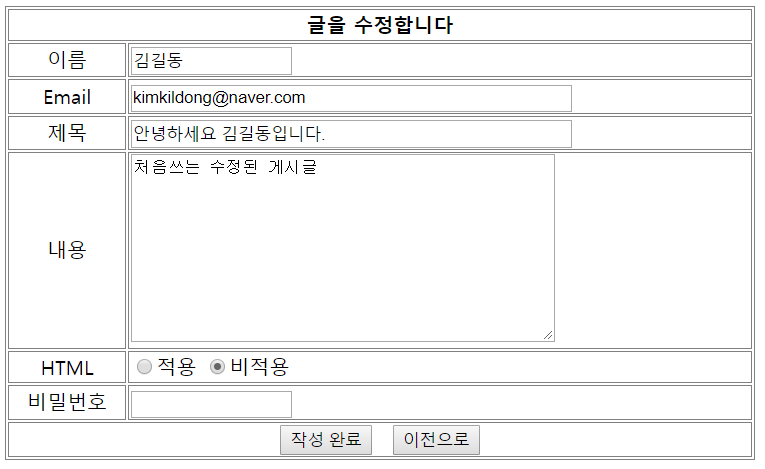 글을 수정합니다
이름 김길동
Email kimkildong@naver.com
제목 안녕하세요 김길동입니다.
내용 처음쓰는 수정된 게시글
HTML 적용 비적용
비밀번호
작성 완료 이전으로